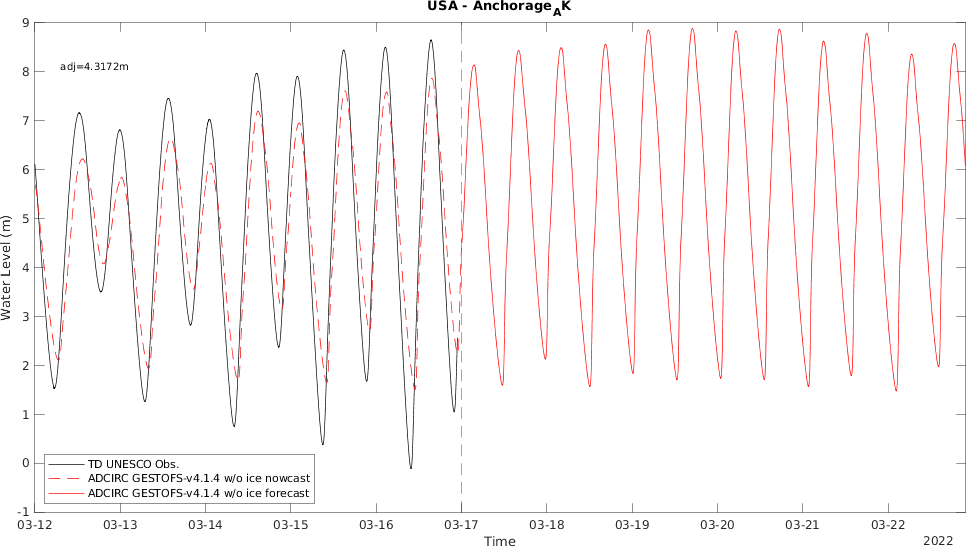 USA - Anchorage_AK
9
adj=4.3172m
8
7
6
5
4
3
2
1
0
-1
Water Level (m)
TD UNESCO Obs.
ADCIRC GESTOFS-v4.1.4 w/o ice nowcast
ADCIRC GESTOFS-v4.1.4 w/o ice forecast
03-12 03-13 03-14 03-15 03-16 03-17 03-18 03-19 03-20 03-21 03-22
Time
2022